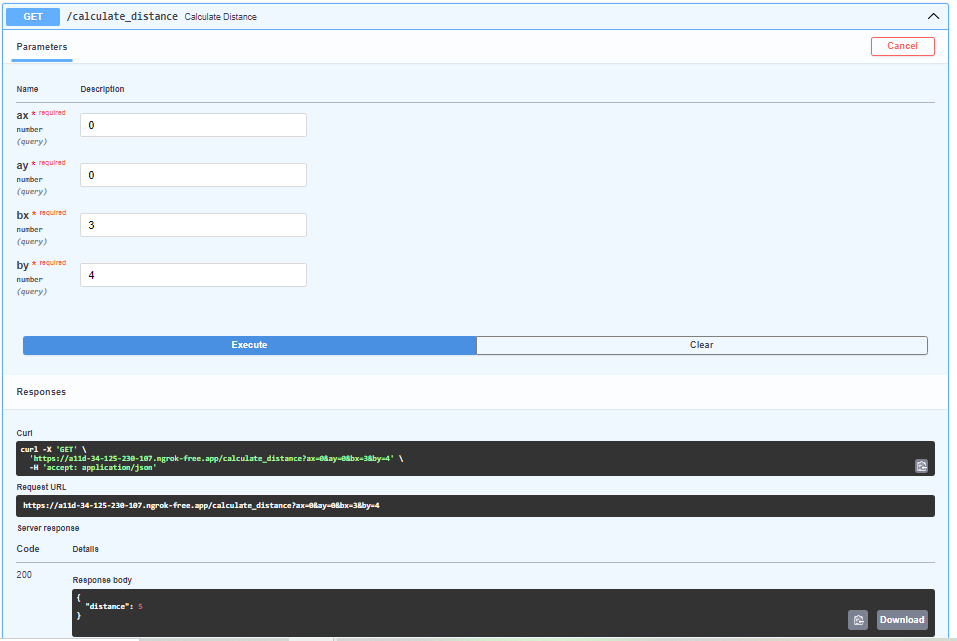 GET /calculate_distance Calculate Distance
Parameters Cancel
Name Description
ax * required
number
(query)
0
ay * required
number
(query)
0
bx * required
number
(query)
3
by * required
number
(query)
4
Execute Clear
Responses
Curl
curl -X 'GET' \
'https://a11d-34-125-230-107.ngrok-free.app/calculate_distance?ax=0&ay=0&bx=3&by=4' \
-H 'accept: application/json'
Request URL
https://a11d-34-125-230-107.ngrok-free.app/calculate_distance?ax=0&ay=0&bx=3&by=4
Server response
Code Details
200
Response body
{
"distance": 5
}
Download